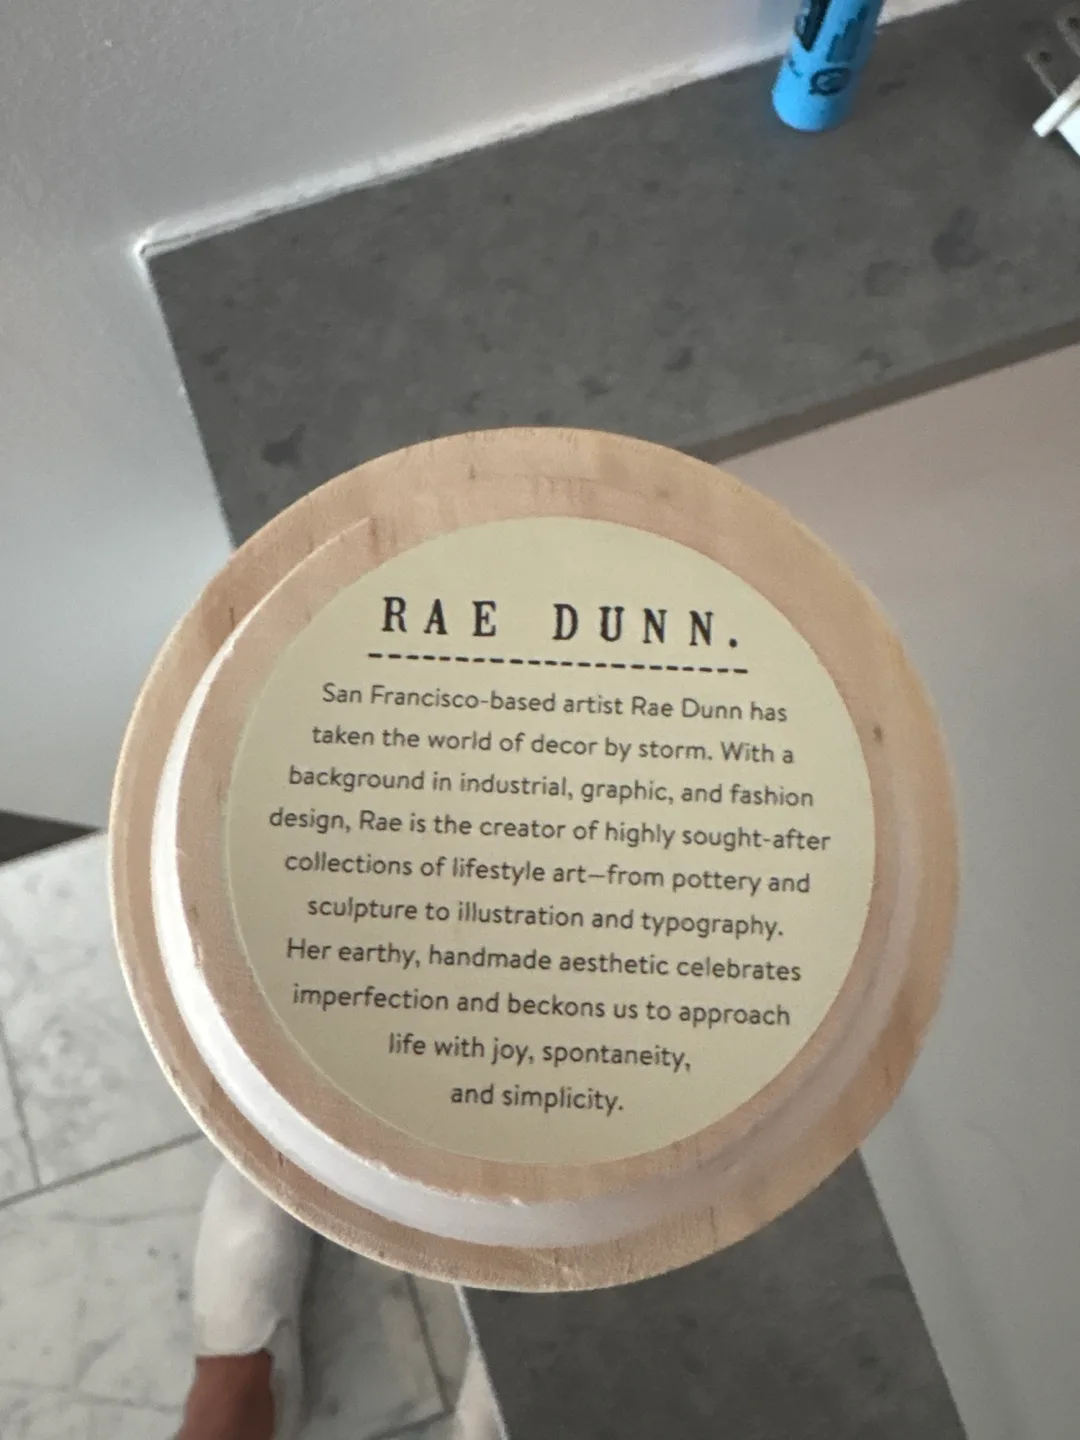 RAE DUNN.
San Francisco-based artist Rae Dunn has
taken the world of decor by storm. With a
background in industrial, graphic, and fashion
design, Rae is the creator of highly sought-after
collections of lifestyle art—from pottery and
sculpture to illustration and typography.
Her earthy, handmade aesthetic celebrates
imperfection and beckons us to approach
life with joy, spontaneity,
and simplicity.